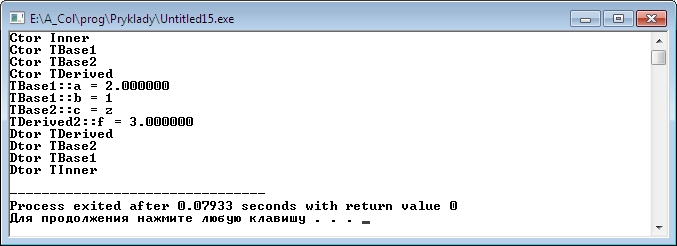 E:\A_Col\prog\Pryklady\Untitled15.exe
Ctor Inner
Ctor TBase1
Ctor TBase2
Ctor TDerived
TBase1::a = 2.000000
TBase1::b = 1
TBase2::c = z
TDerived2::f = 3.000000
Dtor TDerived
Dtor TBase2
Dtor TBase1
Dtor TInner
--------------------------------
Process exited after 0.07933 seconds with return value 0
Для продолжения нажмите любую клавишу . . . _